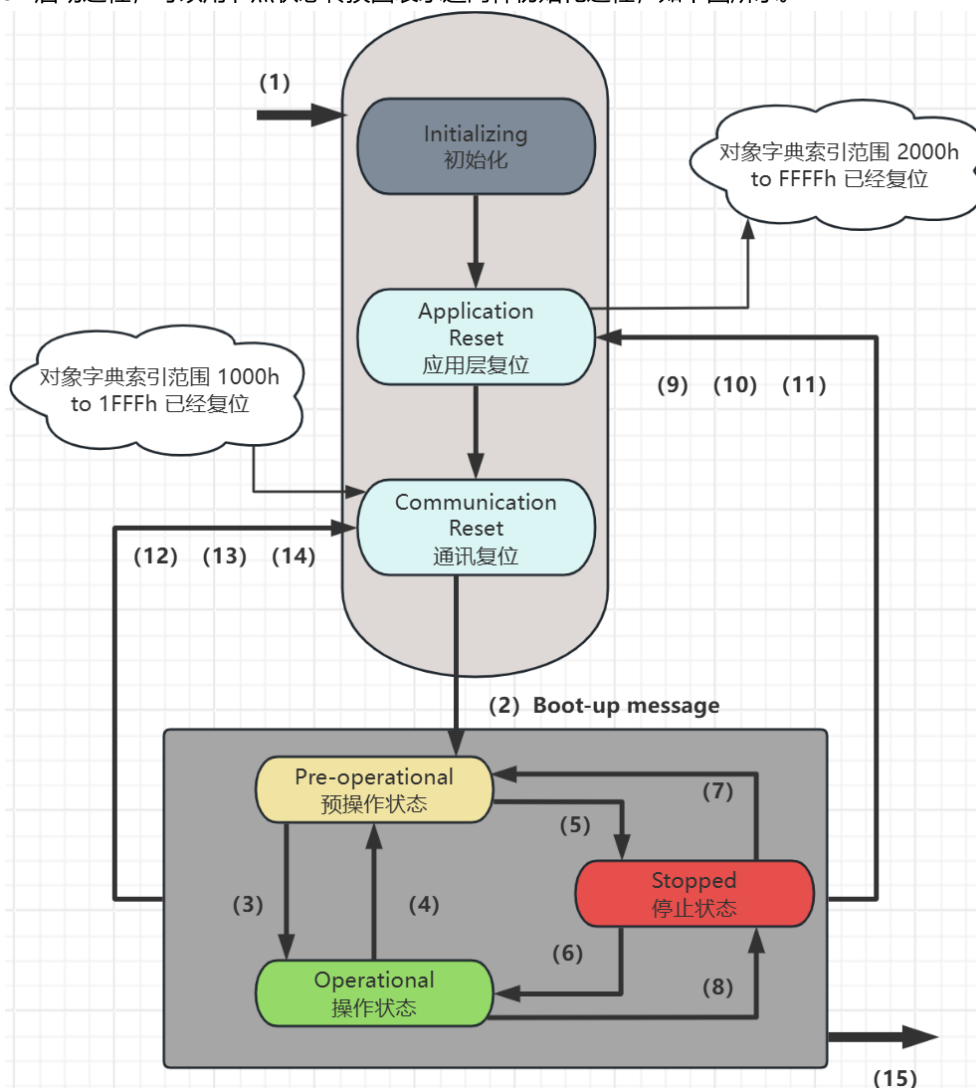 (1)
Initializing
初始化
对象字典索引范围 2000h
to FFFFh 已经复位
Application
Reset
应用层复位
对象字典索引范围 1000h
to 1FFFh 已经复位
(9) (10) (11)
Communication
Reset
通讯复位
(12) (13) (14)
(2) Boot-up message
Pre-operational
预操作状态
(7)
(5)
Stopped
停止状态
(3)
(4)
(6)
Operational
操作状态
(8)
(15)